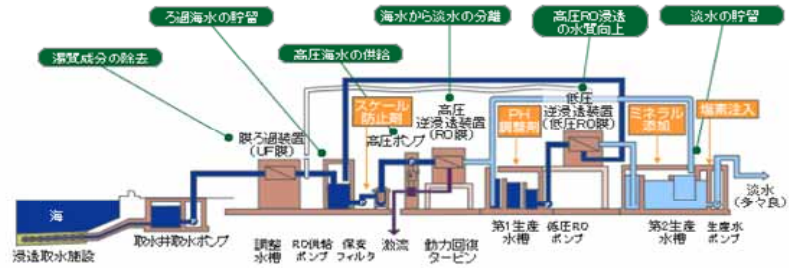 ろ過海水の貯留
海水から淡水の分離
高圧RO浸透
の水質向上
淡水の貯留
濁質成分の除去
高圧海水の供給
スケール
防止剤
高圧
逆浸透装置
(RO膜)
低圧
逆浸透装置
(低圧RO膜)
PH
調整剤
ミネラル
添加
塩素注入
膜ろ過装置
(UF膜)
高圧ポンプ
海
淡水
(多々良)
浸透取水施設
取水井取水ポンプ
調整
水槽
RO供給
ポンプ
保安
フィルタ
放流
動力回復
タービン
第1生産
水槽
低圧RO
ポンプ
第2生産
水槽
生産水
ポンプ